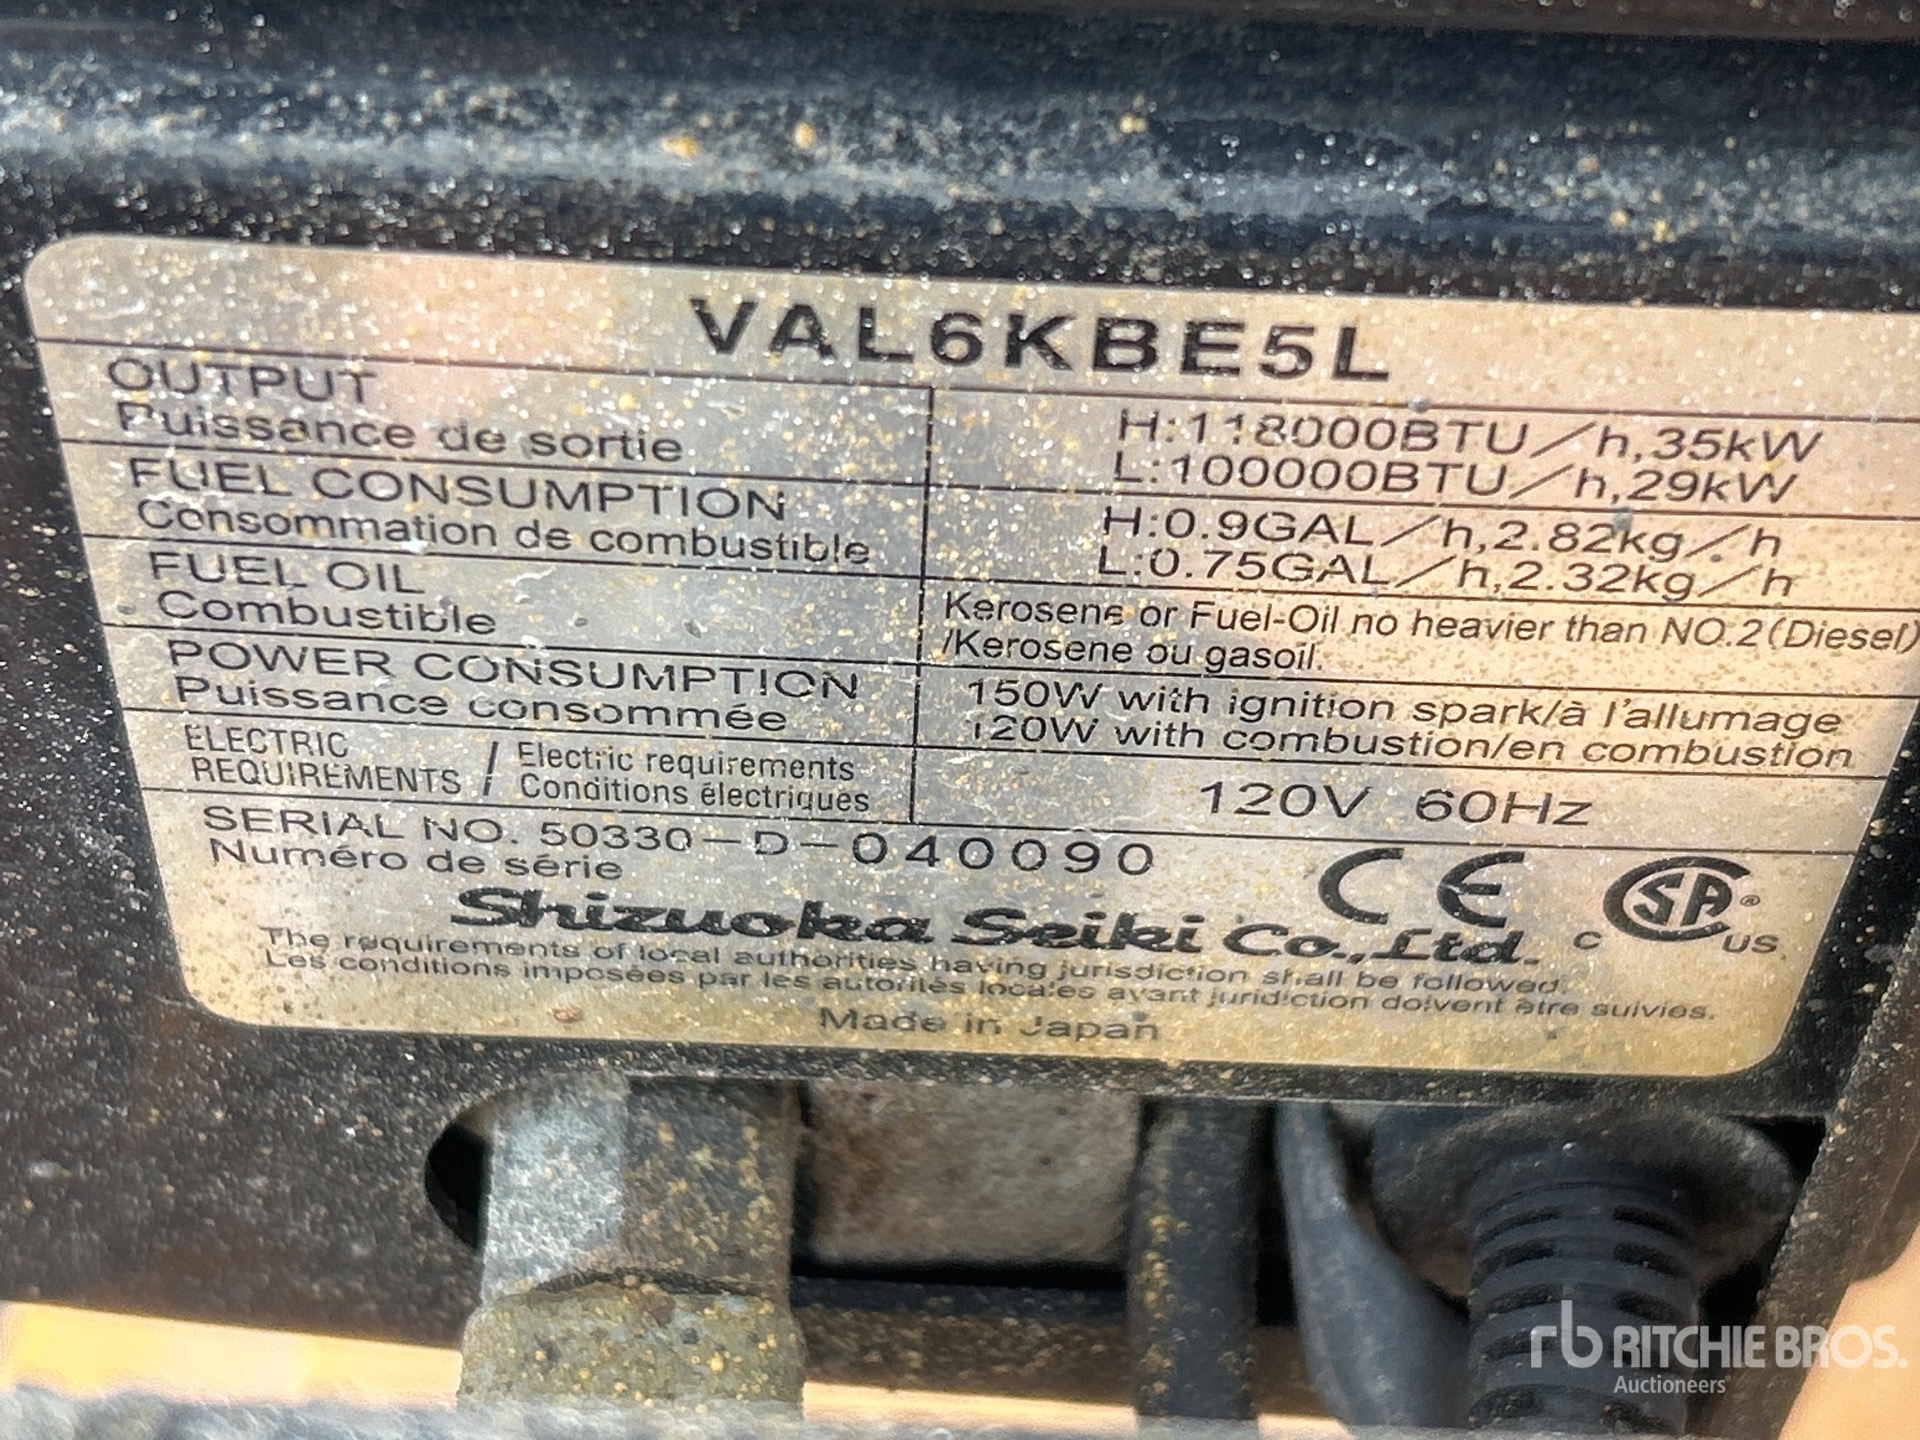 VAL6KBE5L
OUTPUT
Puissance de sortie
H:118000BTU/h,35kW
L:100000BTU/h,29kW
FUEL CONSUMPTION
Consommation de combustible
H:0.9GAL/h,2.82kg/h
L:0.75GAL/h,2.32kg/h
FUEL OIL
Combustible
Kerosene or Fuel-Oil no heavier than NO.2(Diesel)
/Kerosene ou gasoil.
POWER CONSUMPTION
Puissance consommée
150W with ignition spark/à l'allumage
120W with combustion/en combustion
ELECTRIC
REQUIREMENTS / Electric requirements
Conditions électriques
120V 60Hz
SERIAL NO. 50330-D-040090
Numéro de série
CE
C SA ® US
Shizuoka Seiki Co.,Ltd.
The requirements of local authorities having jurisdiction shall be followed.
Les conditions imposées par les autorités locales ayant juridiction doivent être suivies.
Made in Japan
rb RITCHIE BROS.
Auctioneers